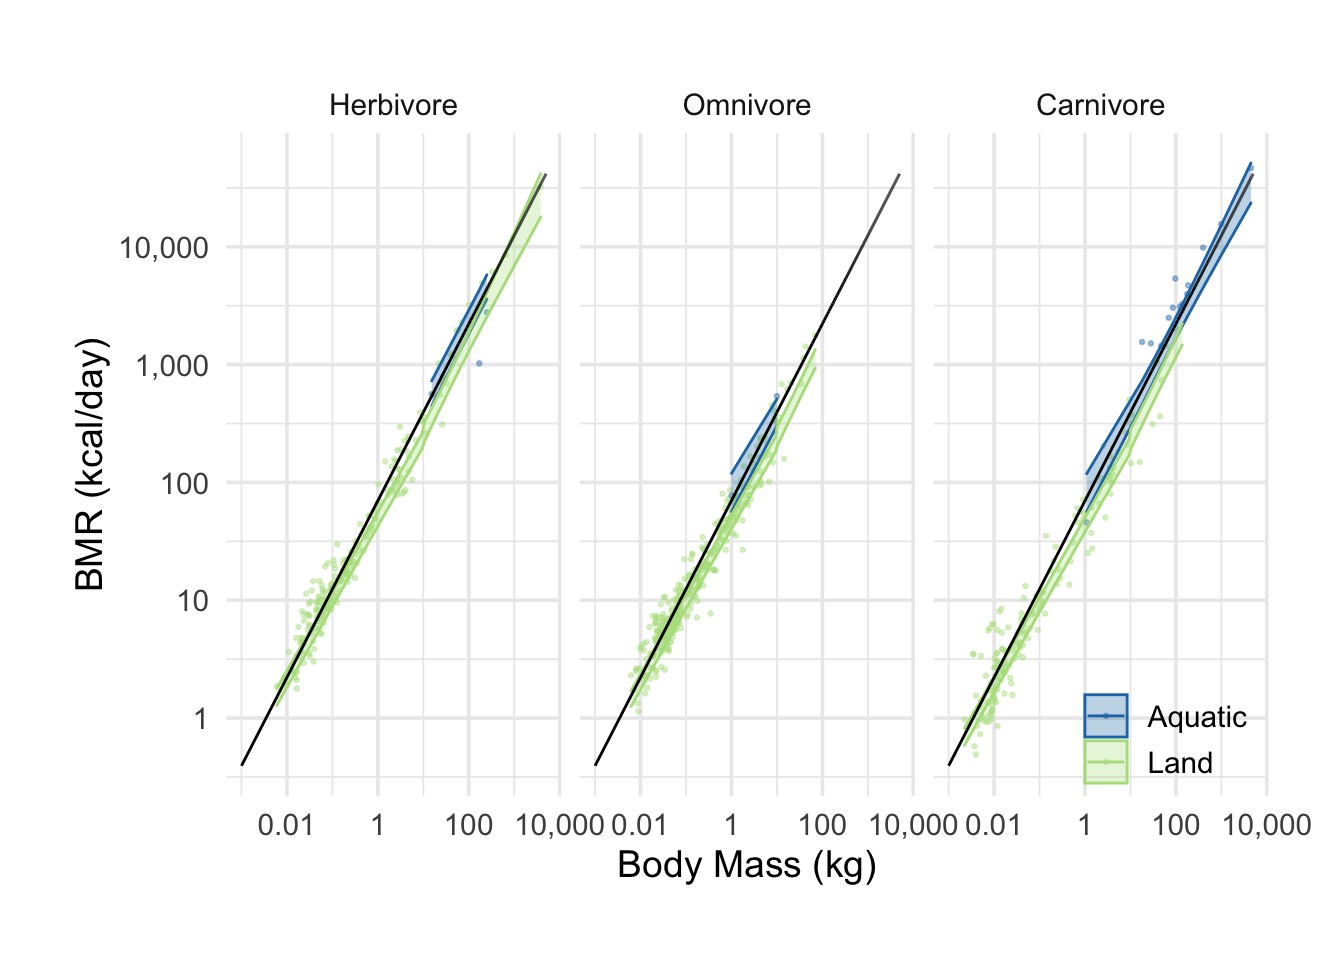 Herbivore Omnivore Carnivore
10,000
1,000
100
10
1
BMR (kcal/day)
Aquatic
Land
0.01 1 100 10,000 0.01 1 100 10,000 0.01 1 100 10,000
Body Mass (kg)